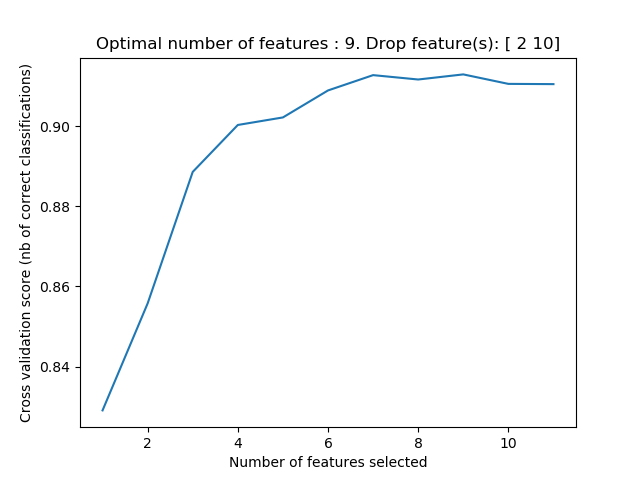 Optimal number of features : 9. Drop feature(s): [ 2 10]
Cross validation score (nb of correct classifications)
0.90
0.88
0.86
0.84
2 4 6 8 10
Number of features selected